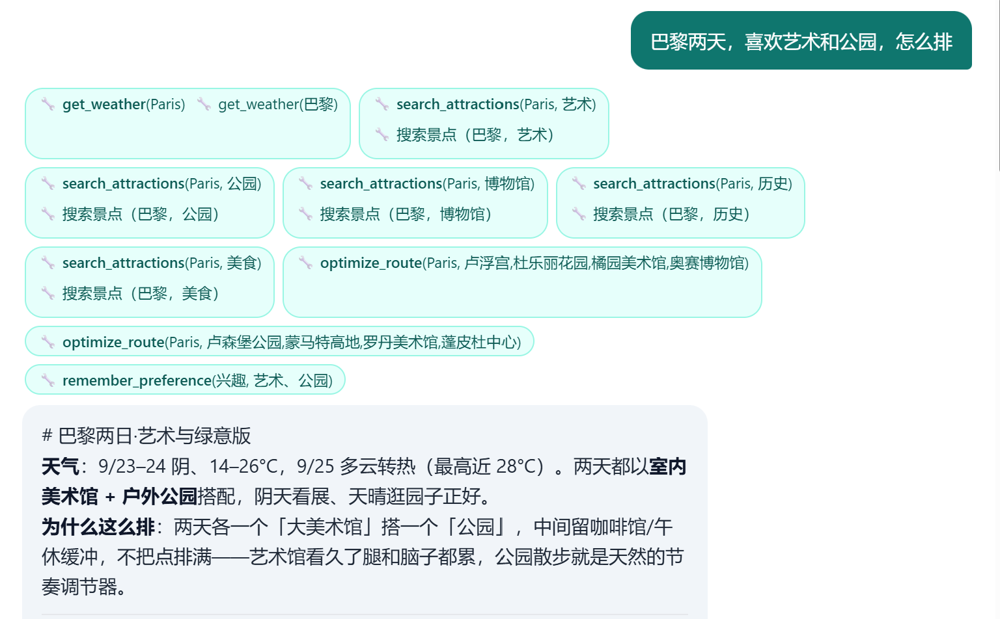 巴黎两天，喜欢艺术和公园，怎么排
get_weather(Paris) get_weather(巴黎)
search_attractions(Paris, 艺术)
搜索景点（巴黎，艺术）
search_attractions(Paris, 公园)
搜索景点（巴黎，公园）
search_attractions(Paris, 博物馆)
搜索景点（巴黎，博物馆）
search_attractions(Paris, 历史)
搜索景点（巴黎，历史）
search_attractions(Paris, 美食)
搜索景点（巴黎，美食）
optimize_route(Paris, 卢浮宫,杜乐丽花园,橘园美术馆,奥赛博物馆)
optimize_route(Paris, 卢森堡公园,蒙马特高地,罗丹美术馆,蓬皮杜中心)
remember_preference(兴趣, 艺术、公园)
# 巴黎两日·艺术与绿意版
天气：9/23–24 阴、14–26°C，9/25 多云转热（最高近 28°C）。两天都以室内
美术馆 + 户外公园搭配，阴天看展、天晴逛园子正好。
为什么这么排：两天各一个「大美术馆」搭一个「公园」，中间留咖啡馆/午
休缓冲，不把点排满——艺术馆看久了腿和脑子都累，公园散步就是天然的节
奏调节器。